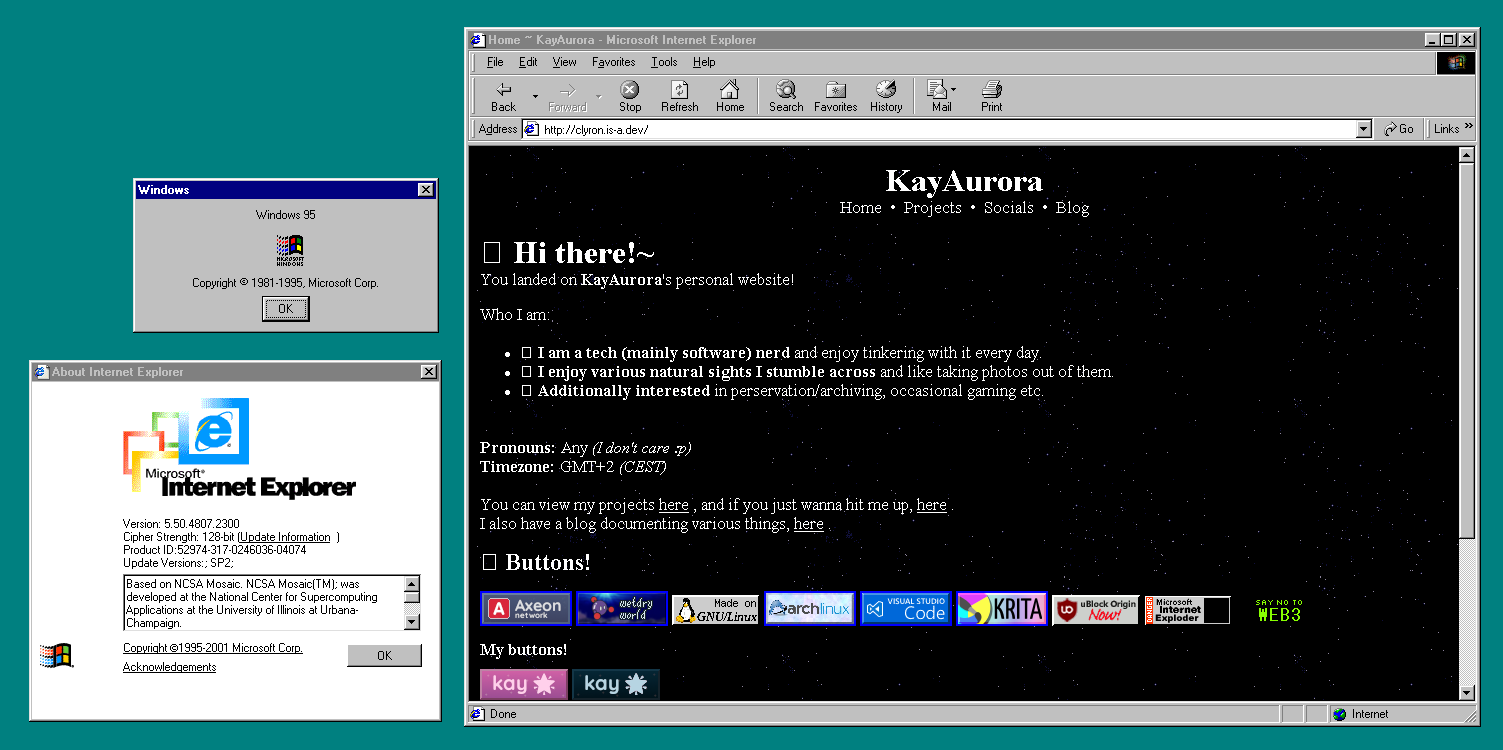 Windows
Windows 95
MICROSOFT
WINDOWS
Copyright © 1981-1995, Microsoft Corp.
OK
About Internet Explorer
Microsoft®
Internet Explorer
Version: 5.50.4807.2300
Cipher Strength: 128-bit (Update Information )
Product ID:52974-317-0246036-04074
Update Versions:; SP2;
Based on NCSA Mosaic. NCSA Mosaic(TM); was
developed at the National Center for Supercomputing
Applications at the University of Illinois at Urbana-
Champaign.
Copyright ©1995-2001 Microsoft Corp.
OK
Acknowledgements
Home ~ KayAurora - Microsoft Internet Explorer
File Edit View Favorites Tools Help
Back Forward Stop Refresh Home Search Favorites History Mail Print
Address http://clyron.is-a.dev/ Go Links »
KayAurora
Home • Projects • Socials • Blog
▯ Hi there!~
You landed on KayAurora's personal website!
Who I am:
• ▯ I am a tech (mainly software) nerd and enjoy tinkering with it every day.
• ▯ I enjoy various natural sights I stumble across and like taking photos out of them.
• ▯ Additionally interested in perservation/archiving, occasional gaming etc.
Pronouns: Any (I don't care :p)
Timezone: GMT+2 (CEST)
You can view my projects here , and if you just wanna hit me up, here .
I also have a blog documenting various things, here .
▯ Buttons!
A Axeon network
wetdry world
Made on GNU/Linux
archlinux
VISUAL STUDIO Code
KRITA
uBlock Origin Now!
DANGER Microsoft Internet Exploder
SAY NO TO WEB3
My buttons!
kay
kay
Done Internet